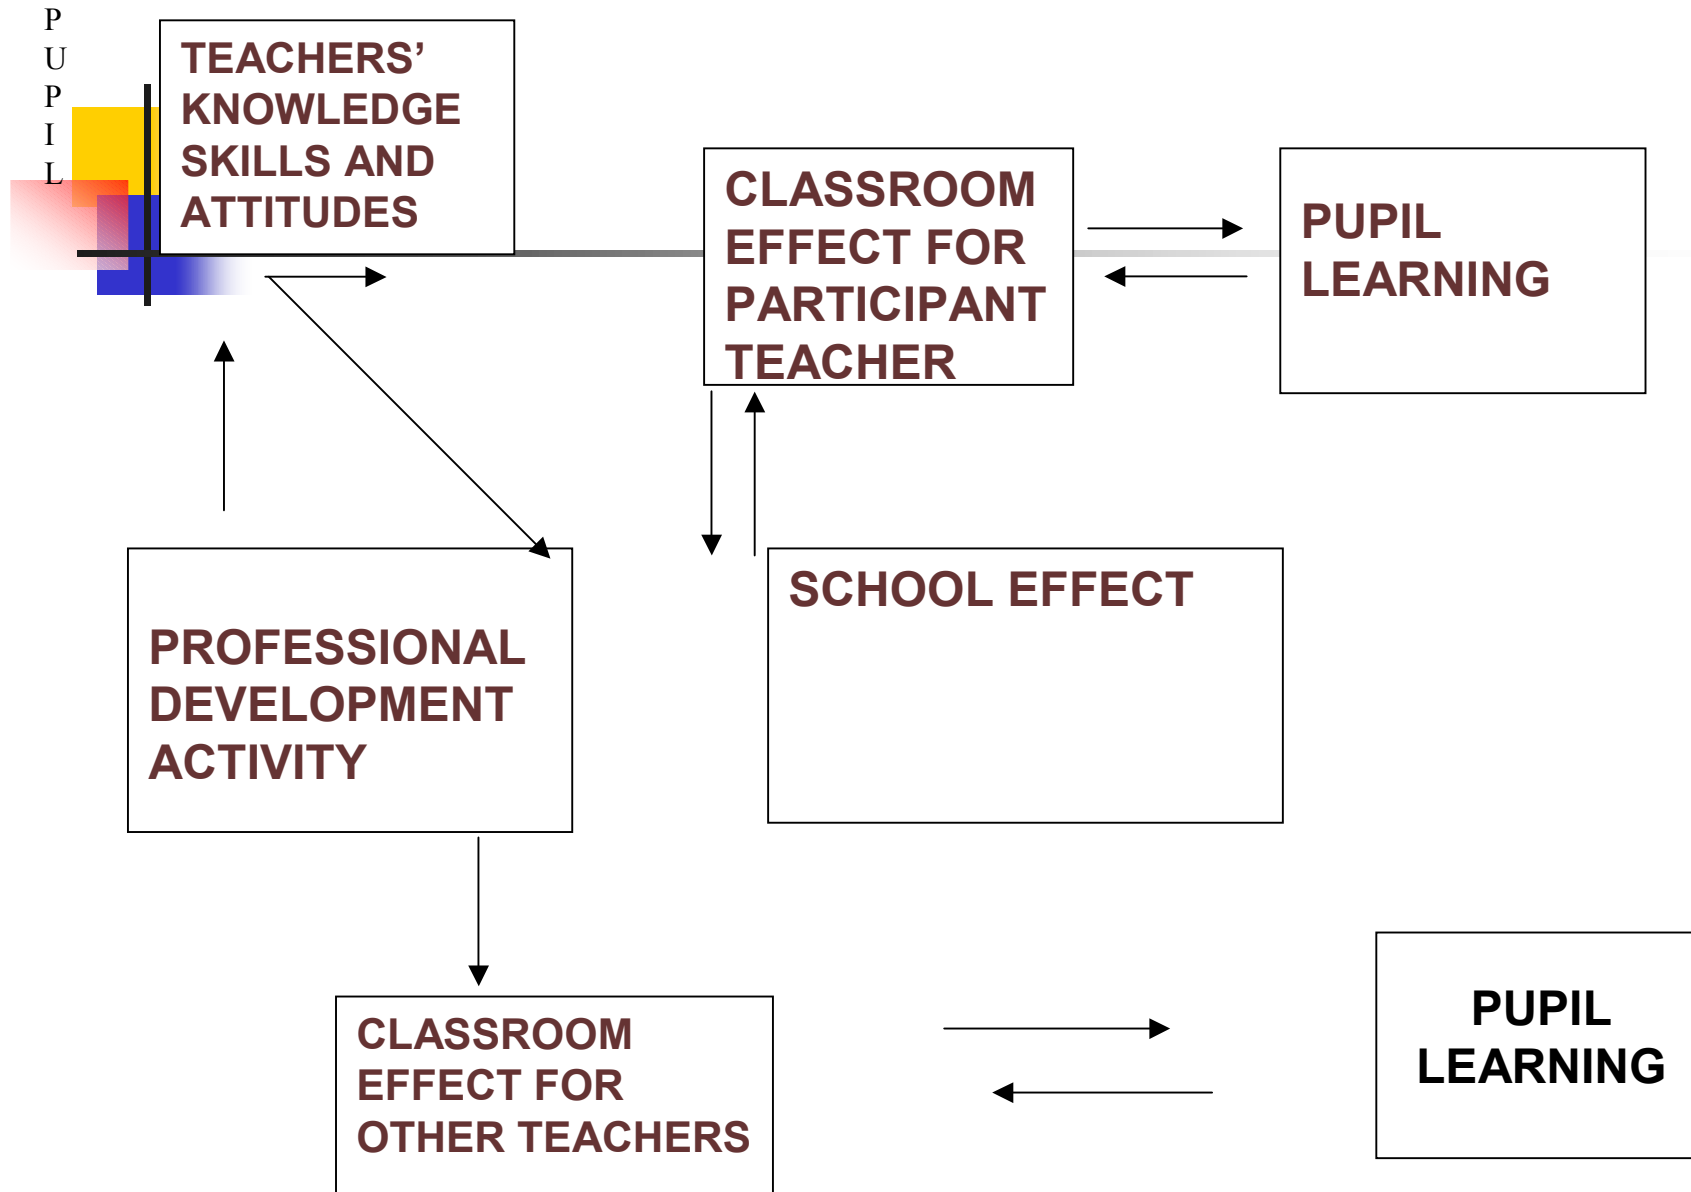 P
U
P
I
L
TEACHERS’
KNOWLEDGE
SKILLS AND
ATTITUDES
CLASSROOM
EFFECT FOR
PARTICIPANT
TEACHER
PUPIL
LEARNING
PROFESSIONAL
DEVELOPMENT
ACTIVITY
SCHOOL EFFECT
CLASSROOM
EFFECT FOR
OTHER TEACHERS
PUPIL
LEARNING